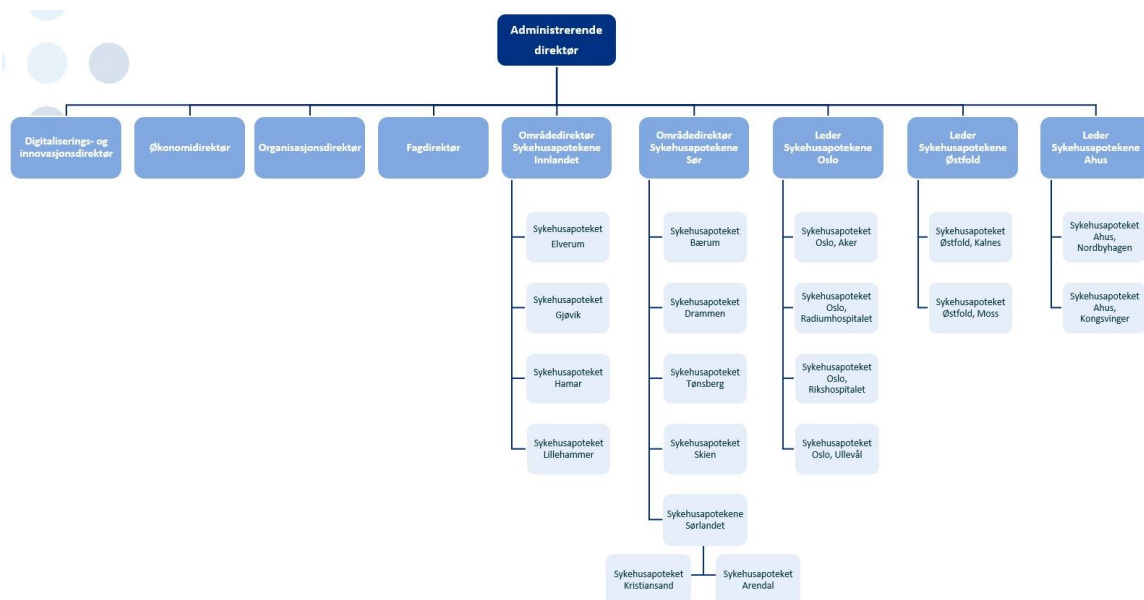 Administrerende
direktør
Digitaliserings- og
innovasjonsdirektør
Økonomidirektør
Organisasjonsdirektør
Fagdirektør
Områdedirektør
Sykehusapotekene
Innlandet
Områdedirektør
Sykehusapotekene
Sør
Leder
Sykehusapotekene
Oslo
Leder
Sykehusapotekene
Østfold
Leder
Sykehusapotekene
Ahus
Sykehusapoteket
Elverum
Sykehusapoteket
Gjøvik
Sykehusapoteket
Hamar
Sykehusapoteket
Lillehammer
Sykehusapoteket
Bærum
Sykehusapoteket
Drammen
Sykehusapoteket
Tønsberg
Sykehusapoteket
Skien
Sykehusapotekene
Sørlandet
Sykehusapoteket
Kristiansand
Sykehusapoteket
Arendal
Sykehusapoteket
Oslo, Aker
Sykehusapoteket
Oslo,
Radiumhospitalet
Sykehusapoteket
Oslo,
Rikshospitalet
Sykehusapoteket
Oslo, Ullevål
Sykehusapoteket
Østfold, Kalnes
Sykehusapoteket
Østfold, Moss
Sykehusapoteket
Ahus,
Nordbyhagen
Sykehusapoteket
Ahus,
Kongsvinger